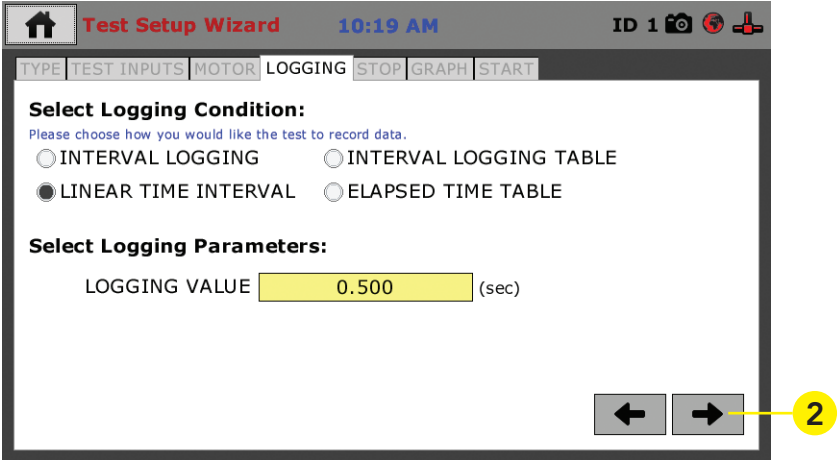 Test Setup Wizard 10:19 AM ID 1
TYPE TEST INPUTS MOTOR LOGGING STOP GRAPH START
Select Logging Condition:
Please choose how you would like the test to record data.
INTERVAL LOGGING INTERVAL LOGGING TABLE
LINEAR TIME INTERVAL ELAPSED TIME TABLE
Select Logging Parameters:
LOGGING VALUE 0.500 (sec)
2